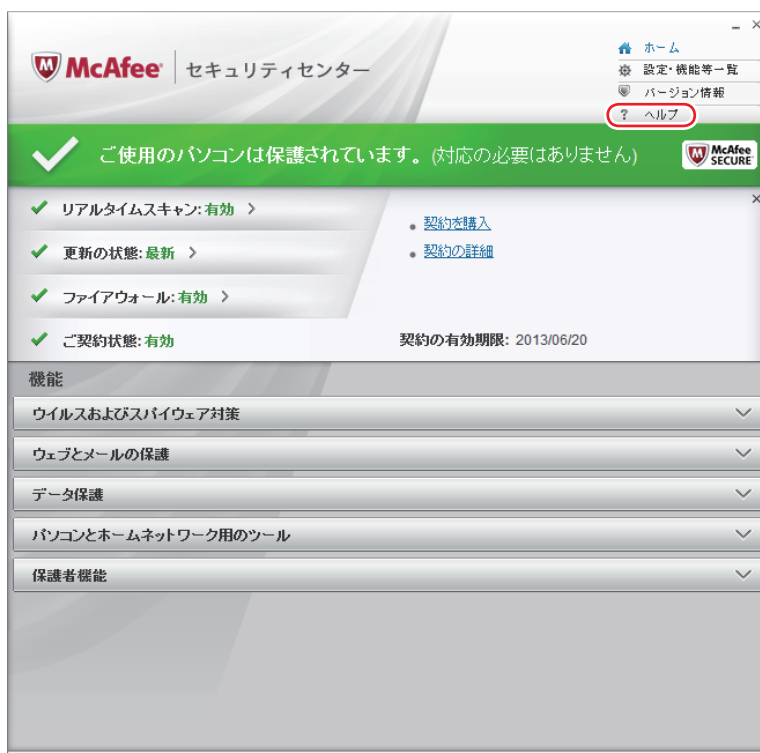 McAfee セキュリティセンター
ホーム
設定・機能等一覧
バージョン情報
? ヘルプ
ご使用のパソコンは保護されています。(対応の必要はありません)
McAfee
SECURE
リアルタイムスキャン:有効
更新の状態:最新
ファイアウォール:有効
ご契約状態:有効
契約を購入
契約の詳細
契約の有効期限: 2013/06/20
機能
ウイルスおよびスパイウェア対策
ウェブとメールの保護
データ保護
パソコンとホームネットワーク用のツール
保護者機能